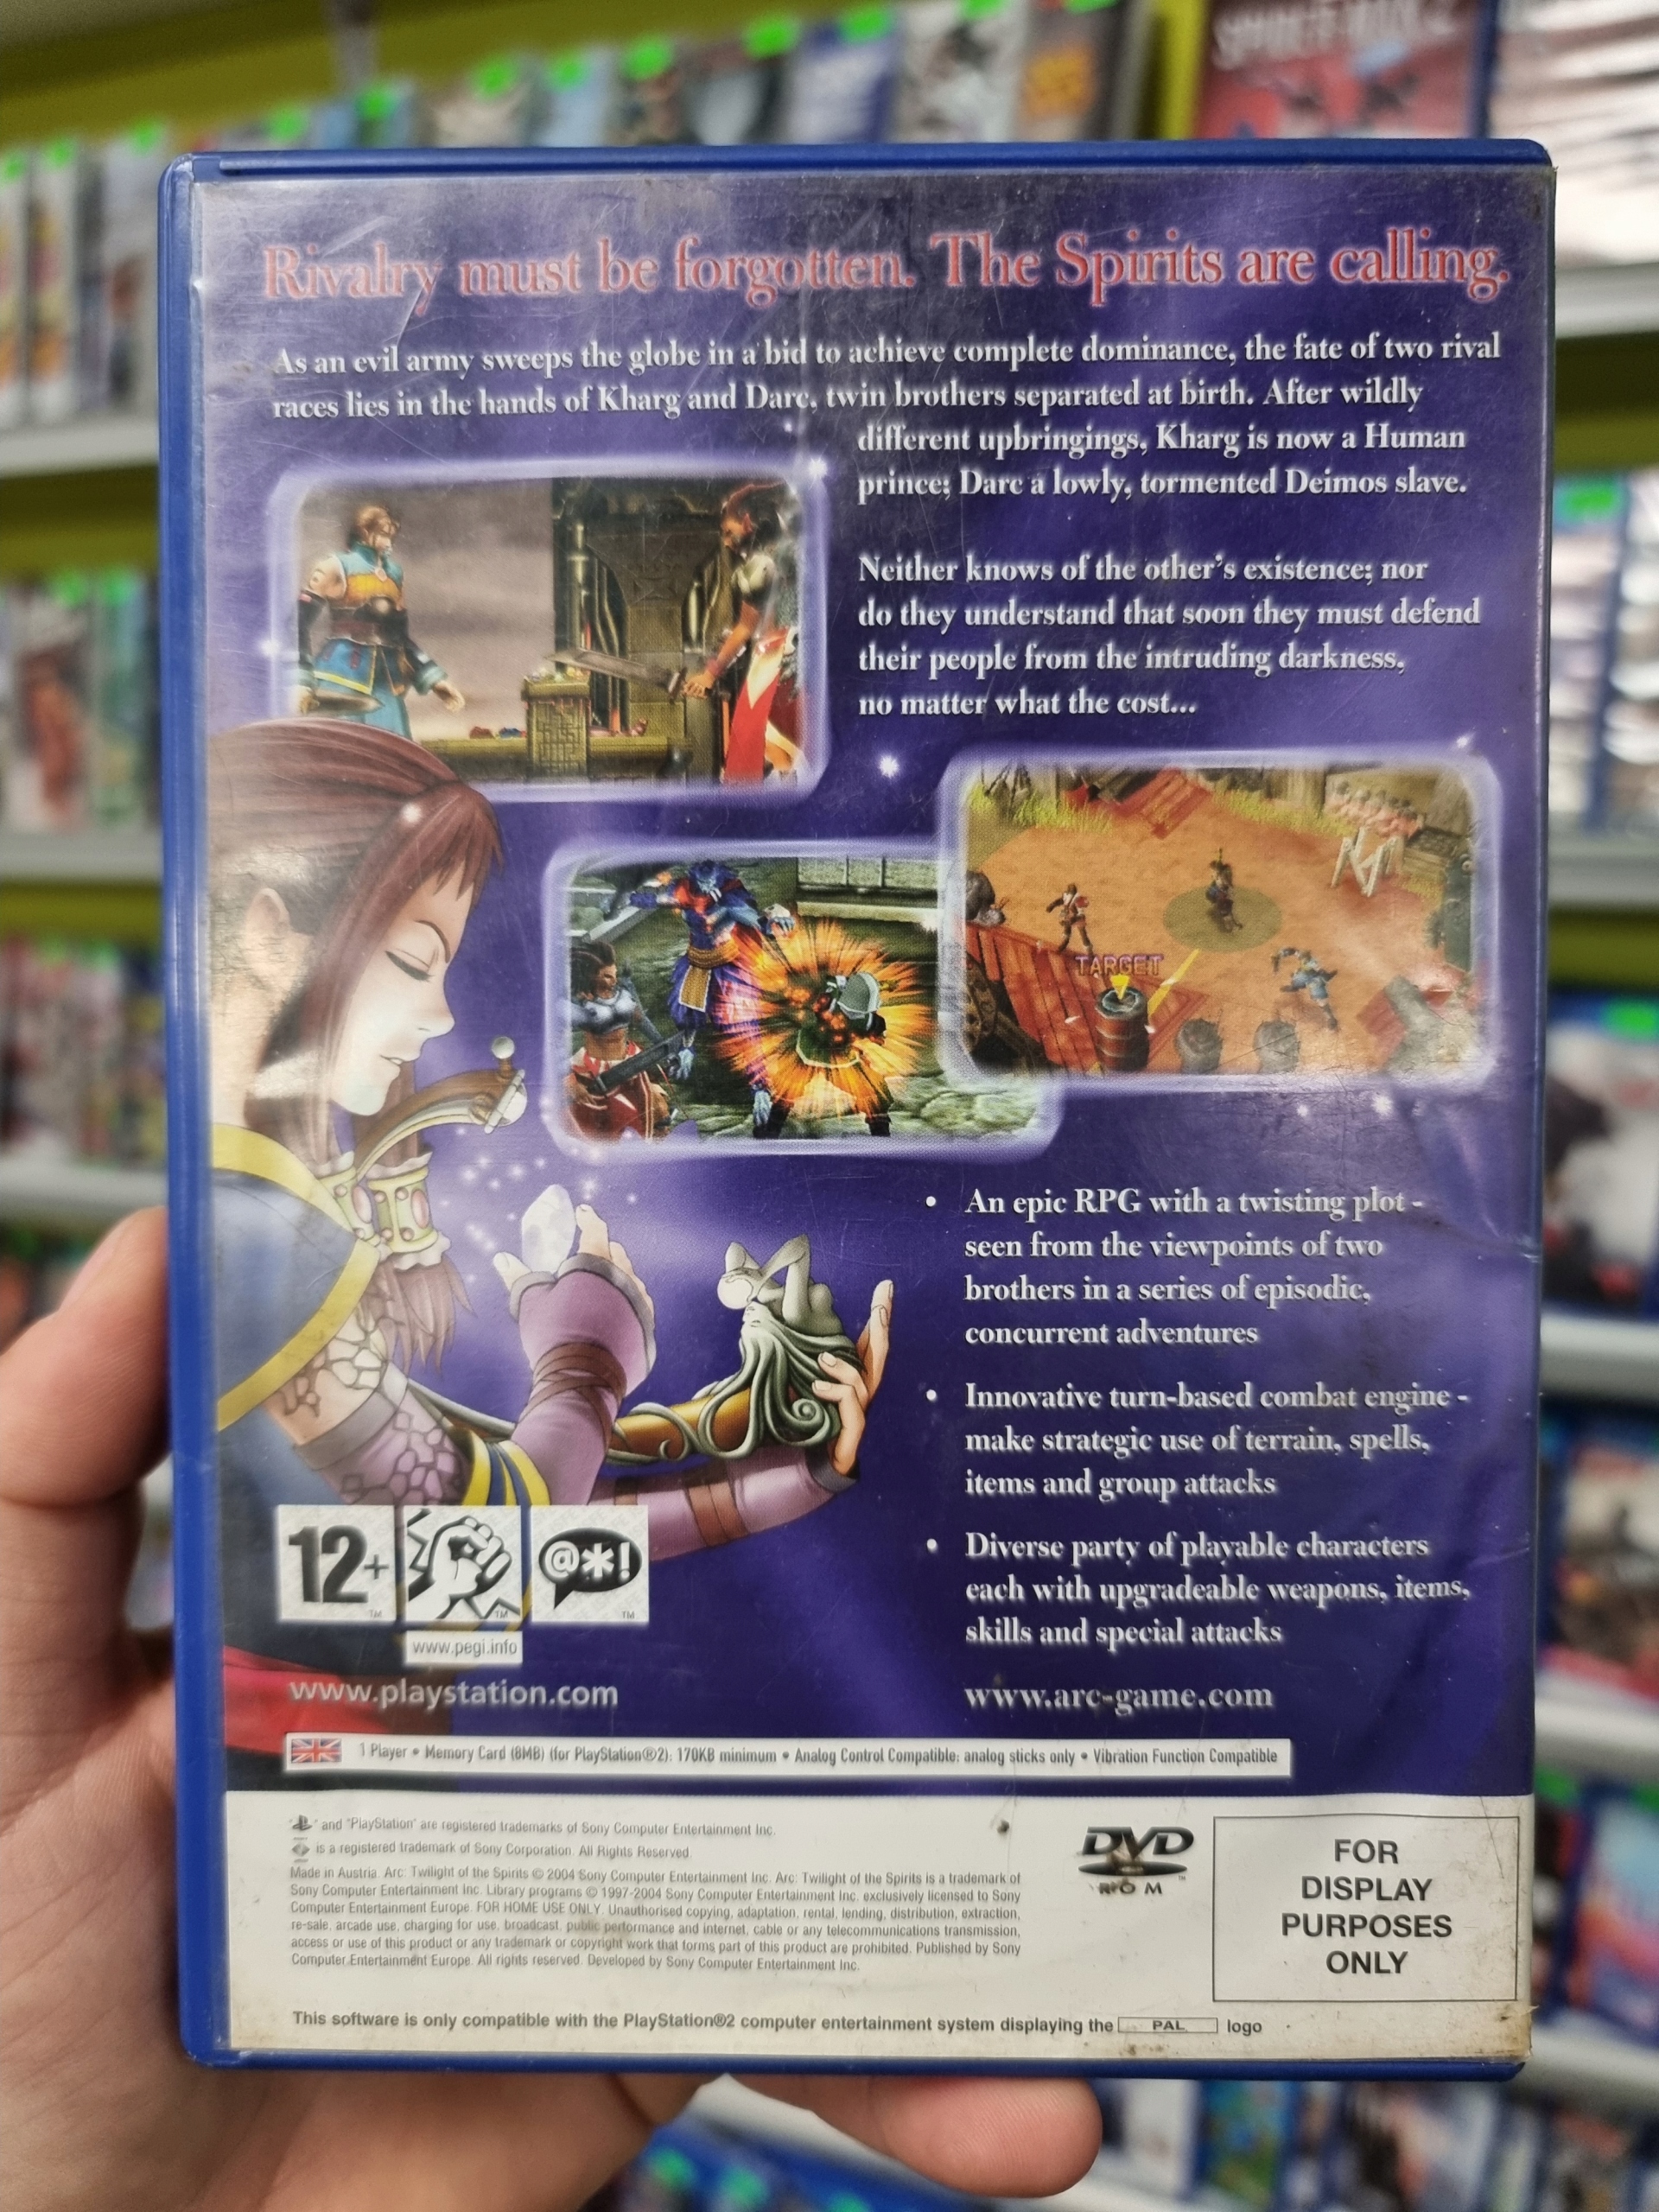 Rivalry must be forgotten. The Spirits are calling.
As an evil army sweeps the globe in a bid to achieve complete dominance, the fate of two rival
races lies in the hands of Kharg and Darc, twin brothers separated at birth. After wildly
different upbringings, Kharg is now a Human
prince; Darc a lowly, tormented Deimos slave.
Neither knows of the other's existence; nor
do they understand that soon they must defend
their people from the intruding darkness,
no matter what the cost...
TARGET
• An epic RPG with a twisting plot -
seen from the viewpoints of two
brothers in a series of episodic,
concurrent adventures
• Innovative turn-based combat engine -
make strategic use of terrain, spells,
items and group attacks
• Diverse party of playable characters
each with upgradeable weapons, items,
skills and special attacks
12+ ™
™
@*! ™
www.pegi.info
www.playstation.com
www.arc-game.com
1 Player • Memory Card (8MB) (for PlayStation®2): 170KB minimum • Analog Control Compatible: analog sticks only • Vibration Function Compatible
" " and "PlayStation" are registered trademarks of Sony Computer Entertainment Inc.
" " is a registered trademark of Sony Corporation. All Rights Reserved.
Made in Austria. Arc: Twilight of the Spirits © 2004 Sony Computer Entertainment Inc. Arc: Twilight of the Spirits is a trademark of
Sony Computer Entertainment Inc. Library programs © 1997-2004 Sony Computer Entertainment Inc. exclusively licensed to Sony
Computer Entertainment Europe. FOR HOME USE ONLY. Unauthorised copying, adaptation, rental, lending, distribution, extraction,
re-sale, arcade use, charging for use, broadcast, public performance and internet, cable or any telecommunications transmission,
access or use of this product or any trademark or copyright work that forms part of this product are prohibited. Published by Sony
Computer Entertainment Europe. All rights reserved. Developed by Sony Computer Entertainment Inc.
DVD
ROM
FOR
DISPLAY
PURPOSES
ONLY
This software is only compatible with the PlayStation®2 computer entertainment system displaying the PAL logo